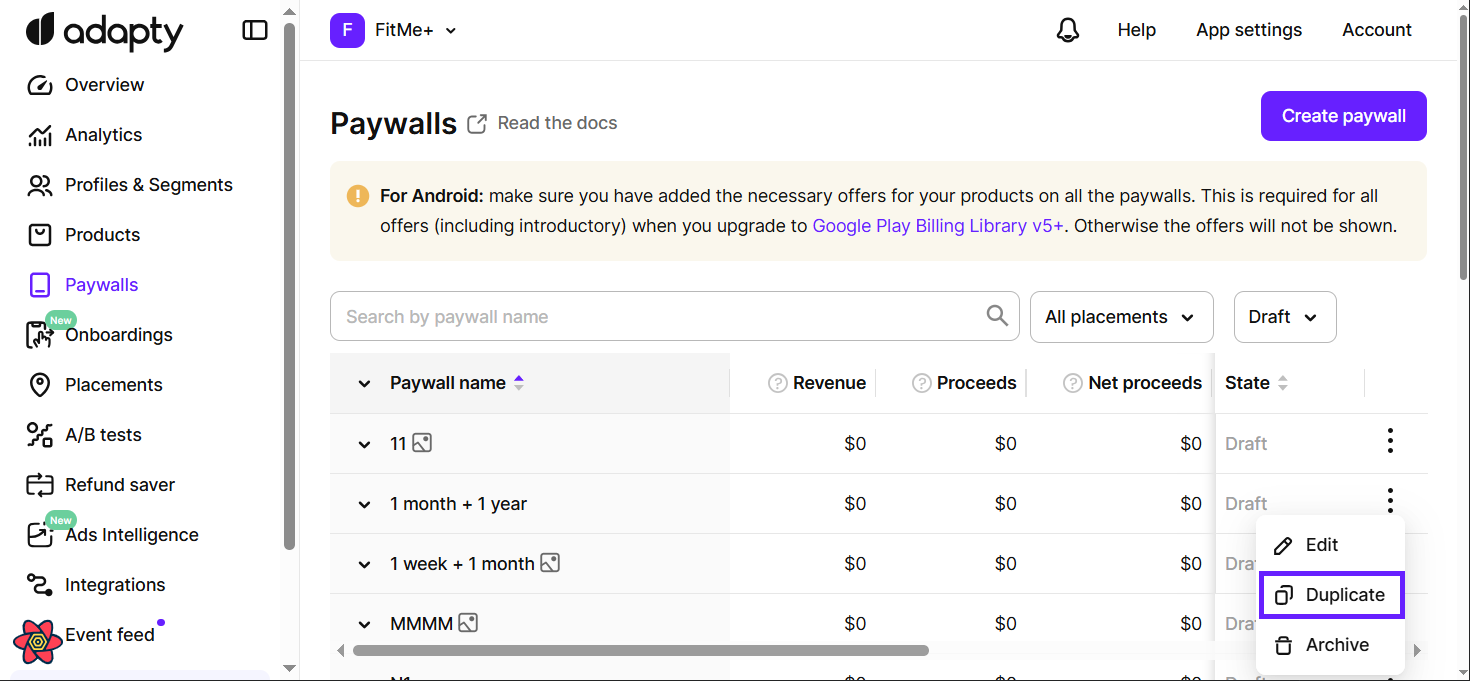 adapty
F FitMe+
Help
App settings
Account
Overview
Analytics
Profiles & Segments
Products
Paywalls
New
Onboardings
Placements
A/B tests
Refund saver
New
Ads Intelligence
Integrations
Event feed
Paywalls
Read the docs
Create paywall
For Android: make sure you have added the necessary offers for your products on all the paywalls. This is required for all
offers (including introductory) when you upgrade to Google Play Billing Library v5+. Otherwise the offers will not be shown.
Search by paywall name
All placements
Draft
Paywall name ? Revenue ? Proceeds ? Net proceeds State
11 $0 $0 $0 Draft
1 month + 1 year $0 $0 $0 Draft
1 week + 1 month $0 $0 $0
MMMM $0 $0 $0
Edit
Duplicate
Archive